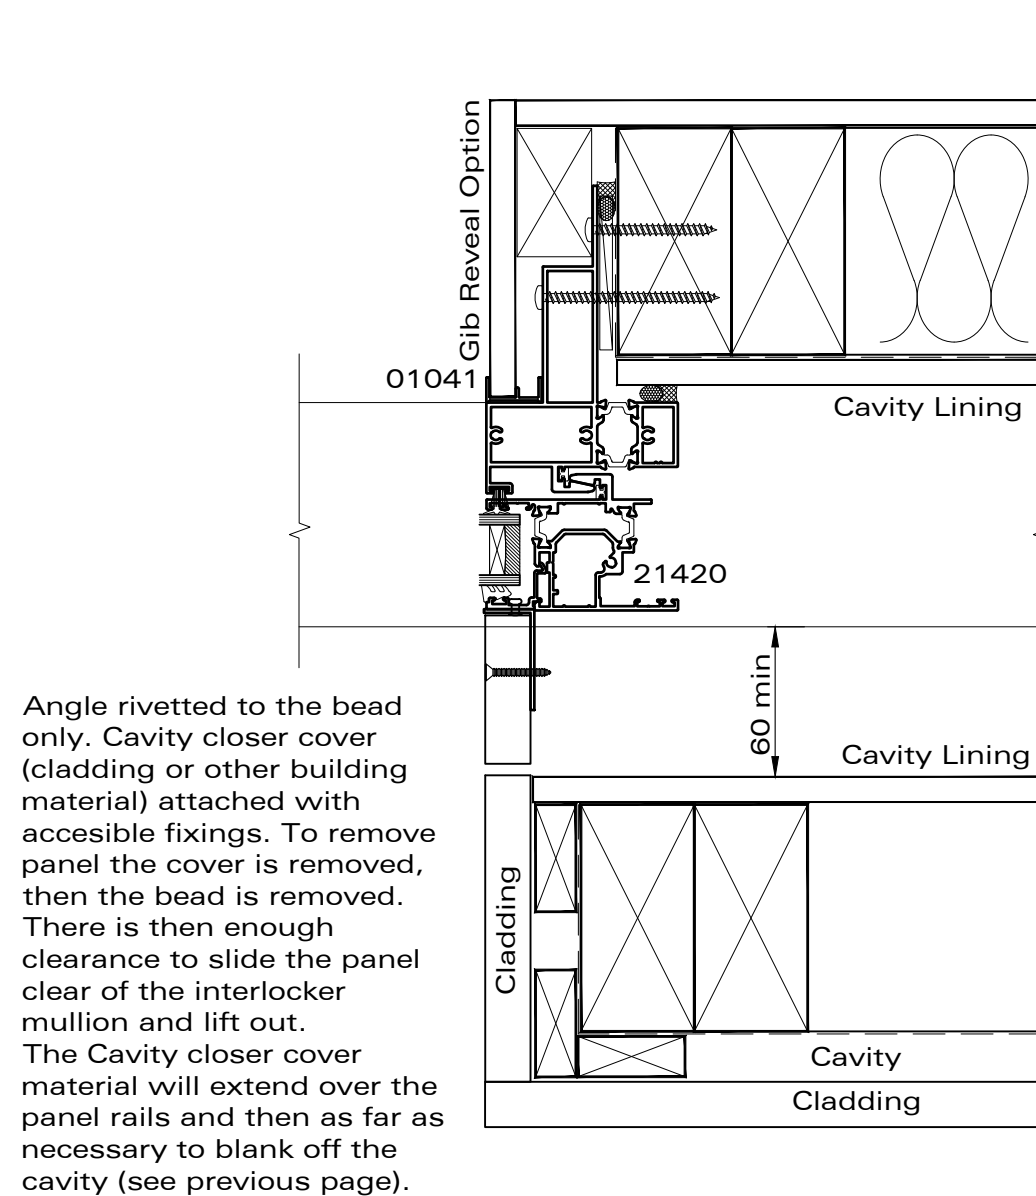 Gib Reveal Option
01041
Cavity Lining
21420
60 min
Cavity Lining
Angle rivetted to the bead
only. Cavity closer cover
(cladding or other building
material) attached with
accesible fixings. To remove
panel the cover is removed,
then the bead is removed.
There is then enough
clearance to slide the panel
clear of the interlocker
mullion and lift out.
The Cavity closer cover
material will extend over the
panel rails and then as far as
necessary to blank off the
cavity (see previous page).
Cladding
Cavity
Cladding